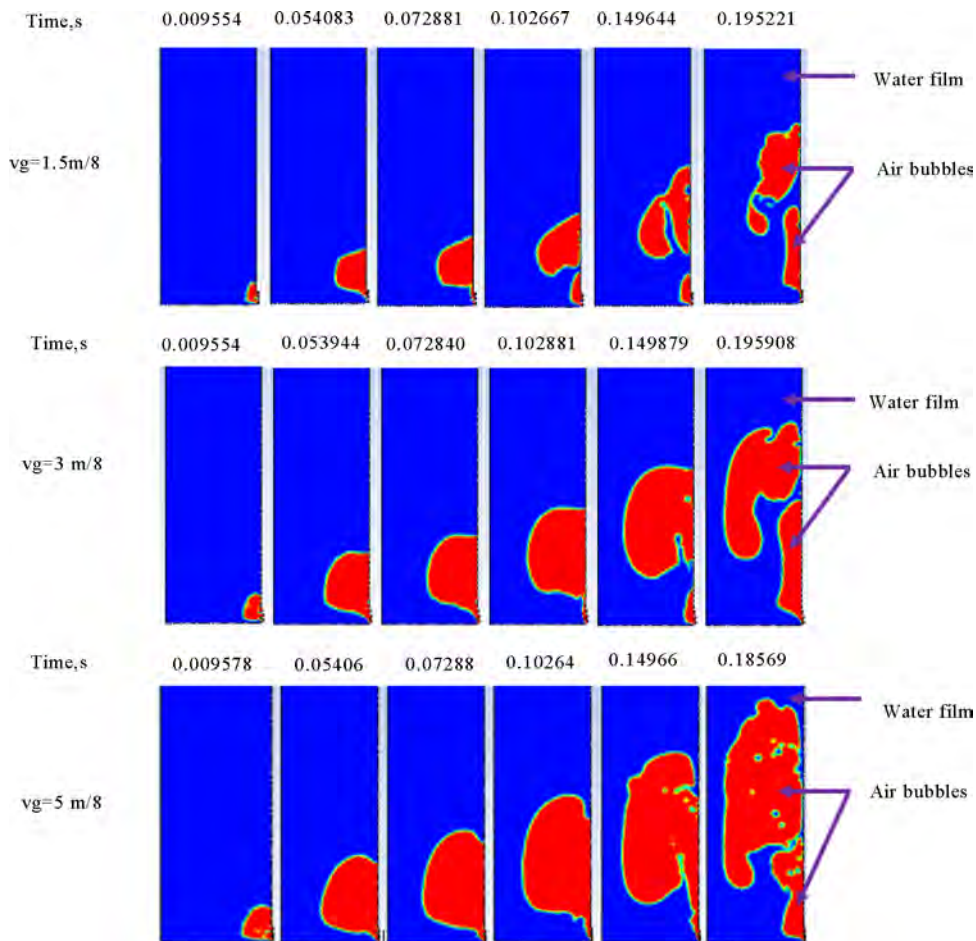 Time,s 0.009554 0.054083 0.072881 0.102667 0.149644 0.195221
Water film
vg=1.5m/8
Air bubbles
Time,s 0.009554 0.053944 0.072840 0.102881 0.149879 0.195908
Water film
vg=3 m/8
Air bubbles
Time,s 0.009578 0.05406 0.07288 0.10264 0.14966 0.18569
Water film
vg=5 m/8
Air bubbles